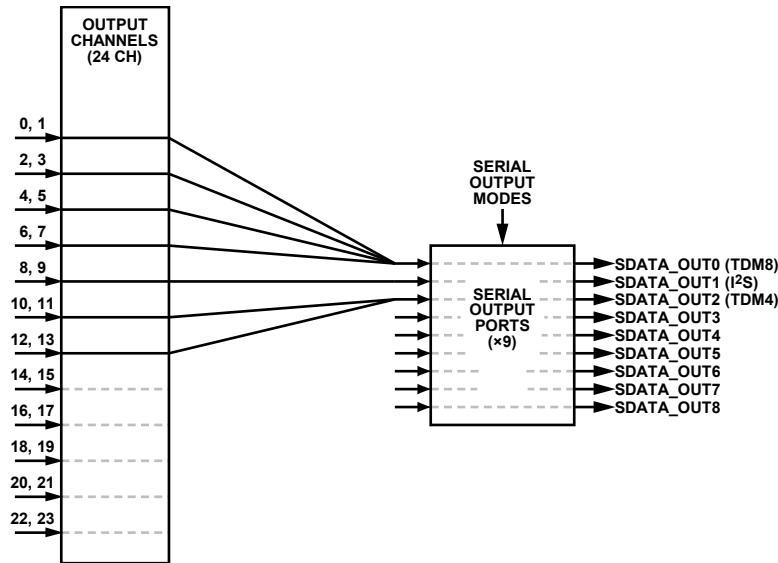 OUTPUT
CHANNELS
(24 CH)
0, 1
2, 3
4, 5
6, 7
8, 9
10, 11
12, 13
14, 15
16, 17
18, 19
20, 21
22, 23
SERIAL
OUTPUT
MODES
SERIAL
OUTPUT
PORTS
(×9)
SDATA_OUT0 (TDM8)
SDATA_OUT1 (I²S)
SDATA_OUT2 (TDM4)
SDATA_OUT3
SDATA_OUT4
SDATA_OUT5
SDATA_OUT6
SDATA_OUT7
SDATA_OUT8